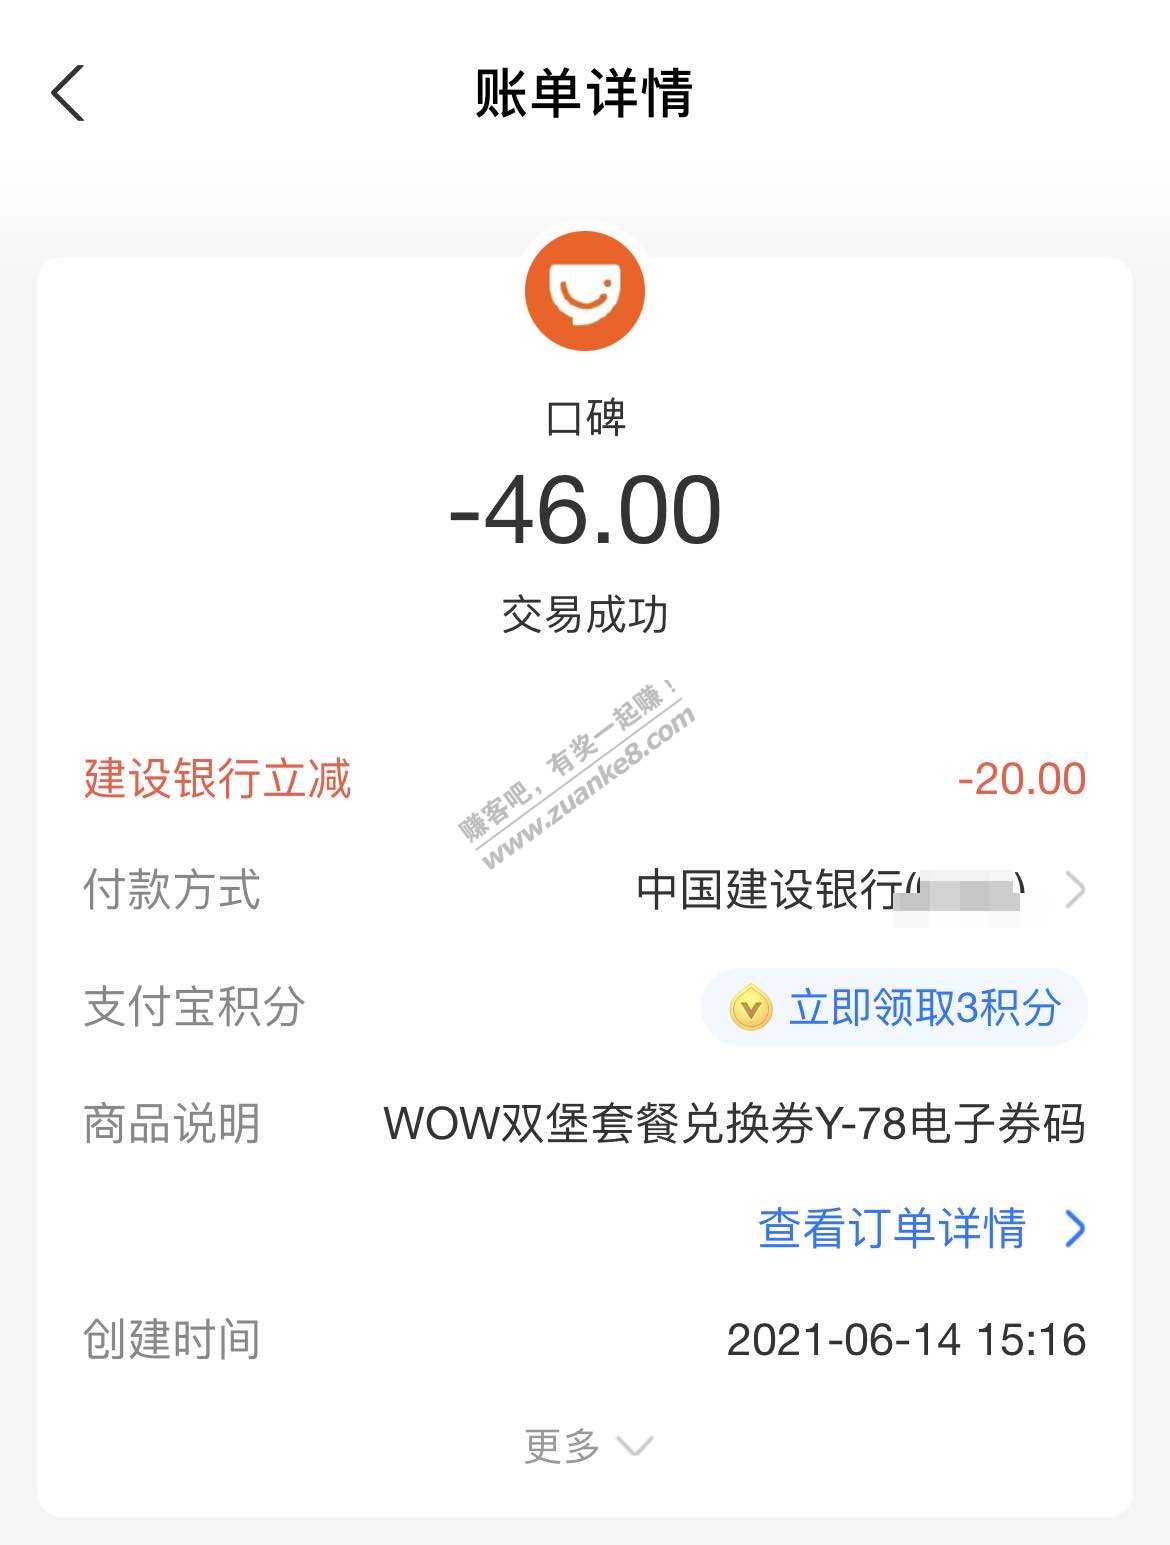 账单详情
口碑
-46.00
交易成功
赚客吧，有奖一起赚！
www.zuanke8.com
建设银行立减 -20.00
付款方式 中国建设银行( )
支付宝积分 立即领取3积分
商品说明 WOW双堡套餐兑换券Y-78电子券码
查看订单详情
创建时间 2021-06-14 15:16
更多